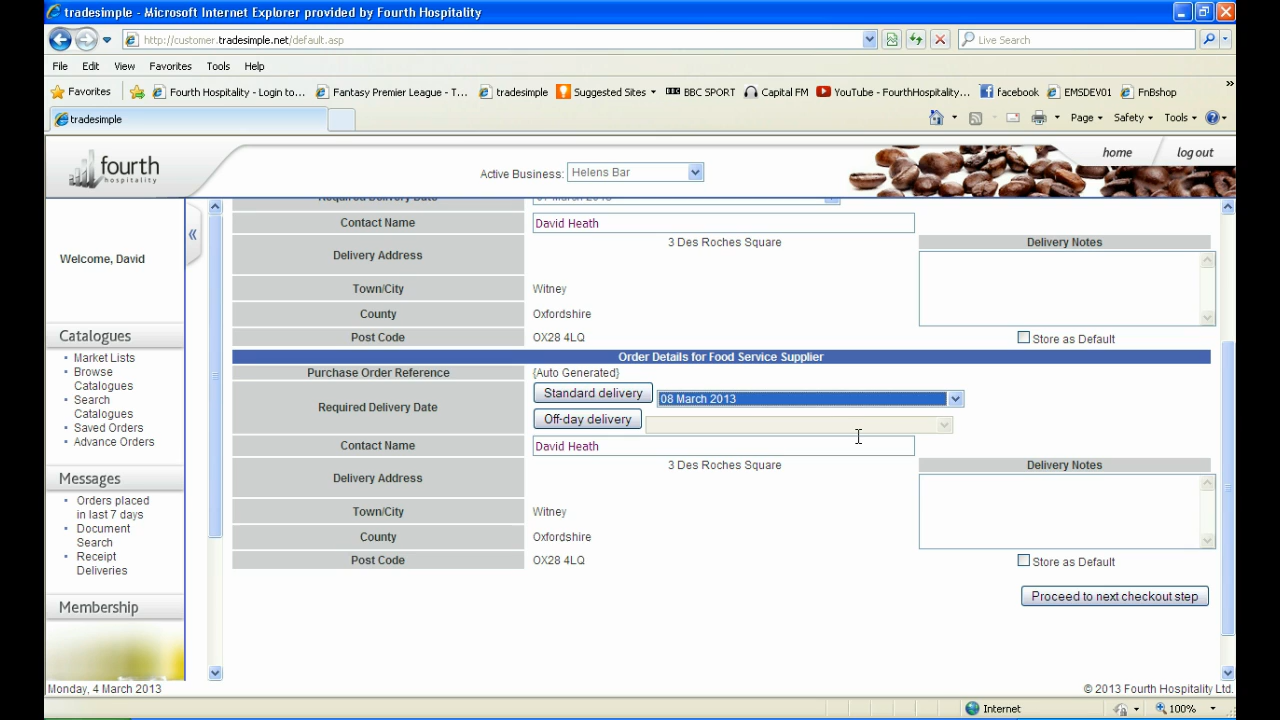 tradesimple - Microsoft Internet Explorer provided by Fourth Hospitality
http://customer.tradesimple.net/default.asp
Live Search
File Edit View Favorites Tools Help
Favorites Fourth Hospitality - Login to... Fantasy Premier League - T... tradesimple Suggested Sites BBC SPORT Capital FM YouTube - FourthHospitality... facebook EMSDEV01 FnBshop
tradesimple
Page Safety Tools
fourth
hospitality
Active Business: Helens Bar
home log out
Required Delivery Date
Welcome, David
Contact Name David Heath
Delivery Address 3 Des Roches Square Delivery Notes
Town/City Witney
County Oxfordshire
Post Code OX28 4LQ Store as Default
Order Details for Food Service Supplier
Purchase Order Reference {Auto Generated}
Required Delivery Date Standard delivery 08 March 2013
Off-day delivery
Contact Name David Heath
Delivery Address 3 Des Roches Square Delivery Notes
Town/City Witney
County Oxfordshire
Post Code OX28 4LQ Store as Default
Proceed to next checkout step
Catalogues
Market Lists
Browse
Catalogues
Search
Catalogues
Saved Orders
Advance Orders
Messages
Orders placed
in last 7 days
Document
Search
Receipt
Deliveries
Membership
Monday, 4 March 2013 © 2013 Fourth Hospitality Ltd.
Internet 100%